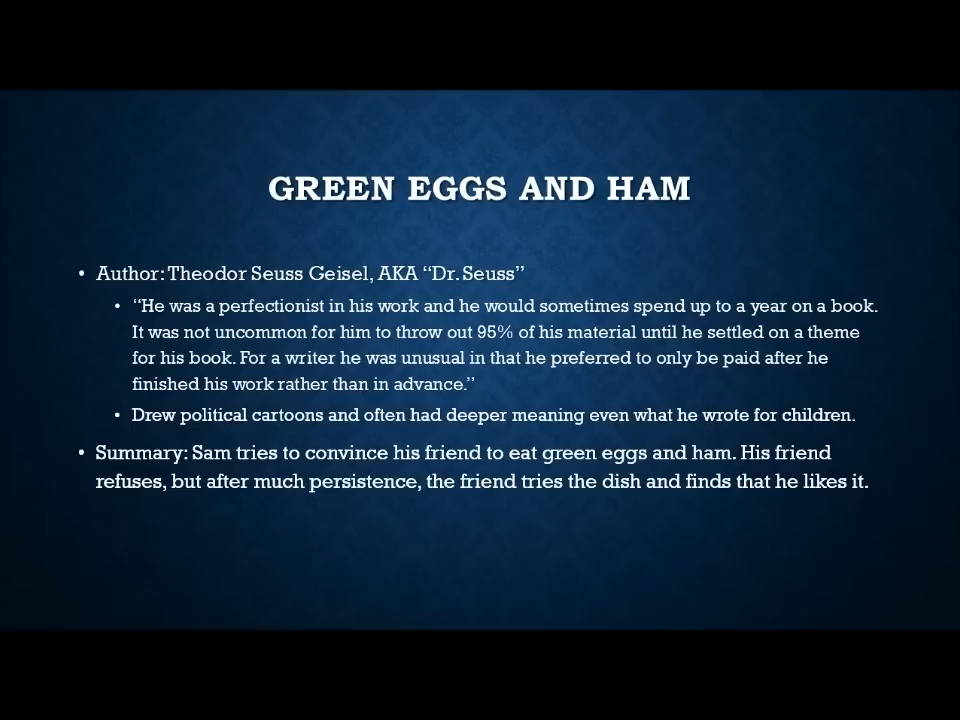 GREEN EGGS AND HAM
• Author: Theodor Seuss Geisel, AKA “Dr. Seuss”
• “He was a perfectionist in his work and he would sometimes spend up to a year on a book.
It was not uncommon for him to throw out 95% of his material until he settled on a theme
for his book. For a writer he was unusual in that he preferred to only be paid after he
finished his work rather than in advance.”
• Drew political cartoons and often had deeper meaning even what he wrote for children.
• Summary: Sam tries to convince his friend to eat green eggs and ham. His friend
refuses, but after much persistence, the friend tries the dish and finds that he likes it.